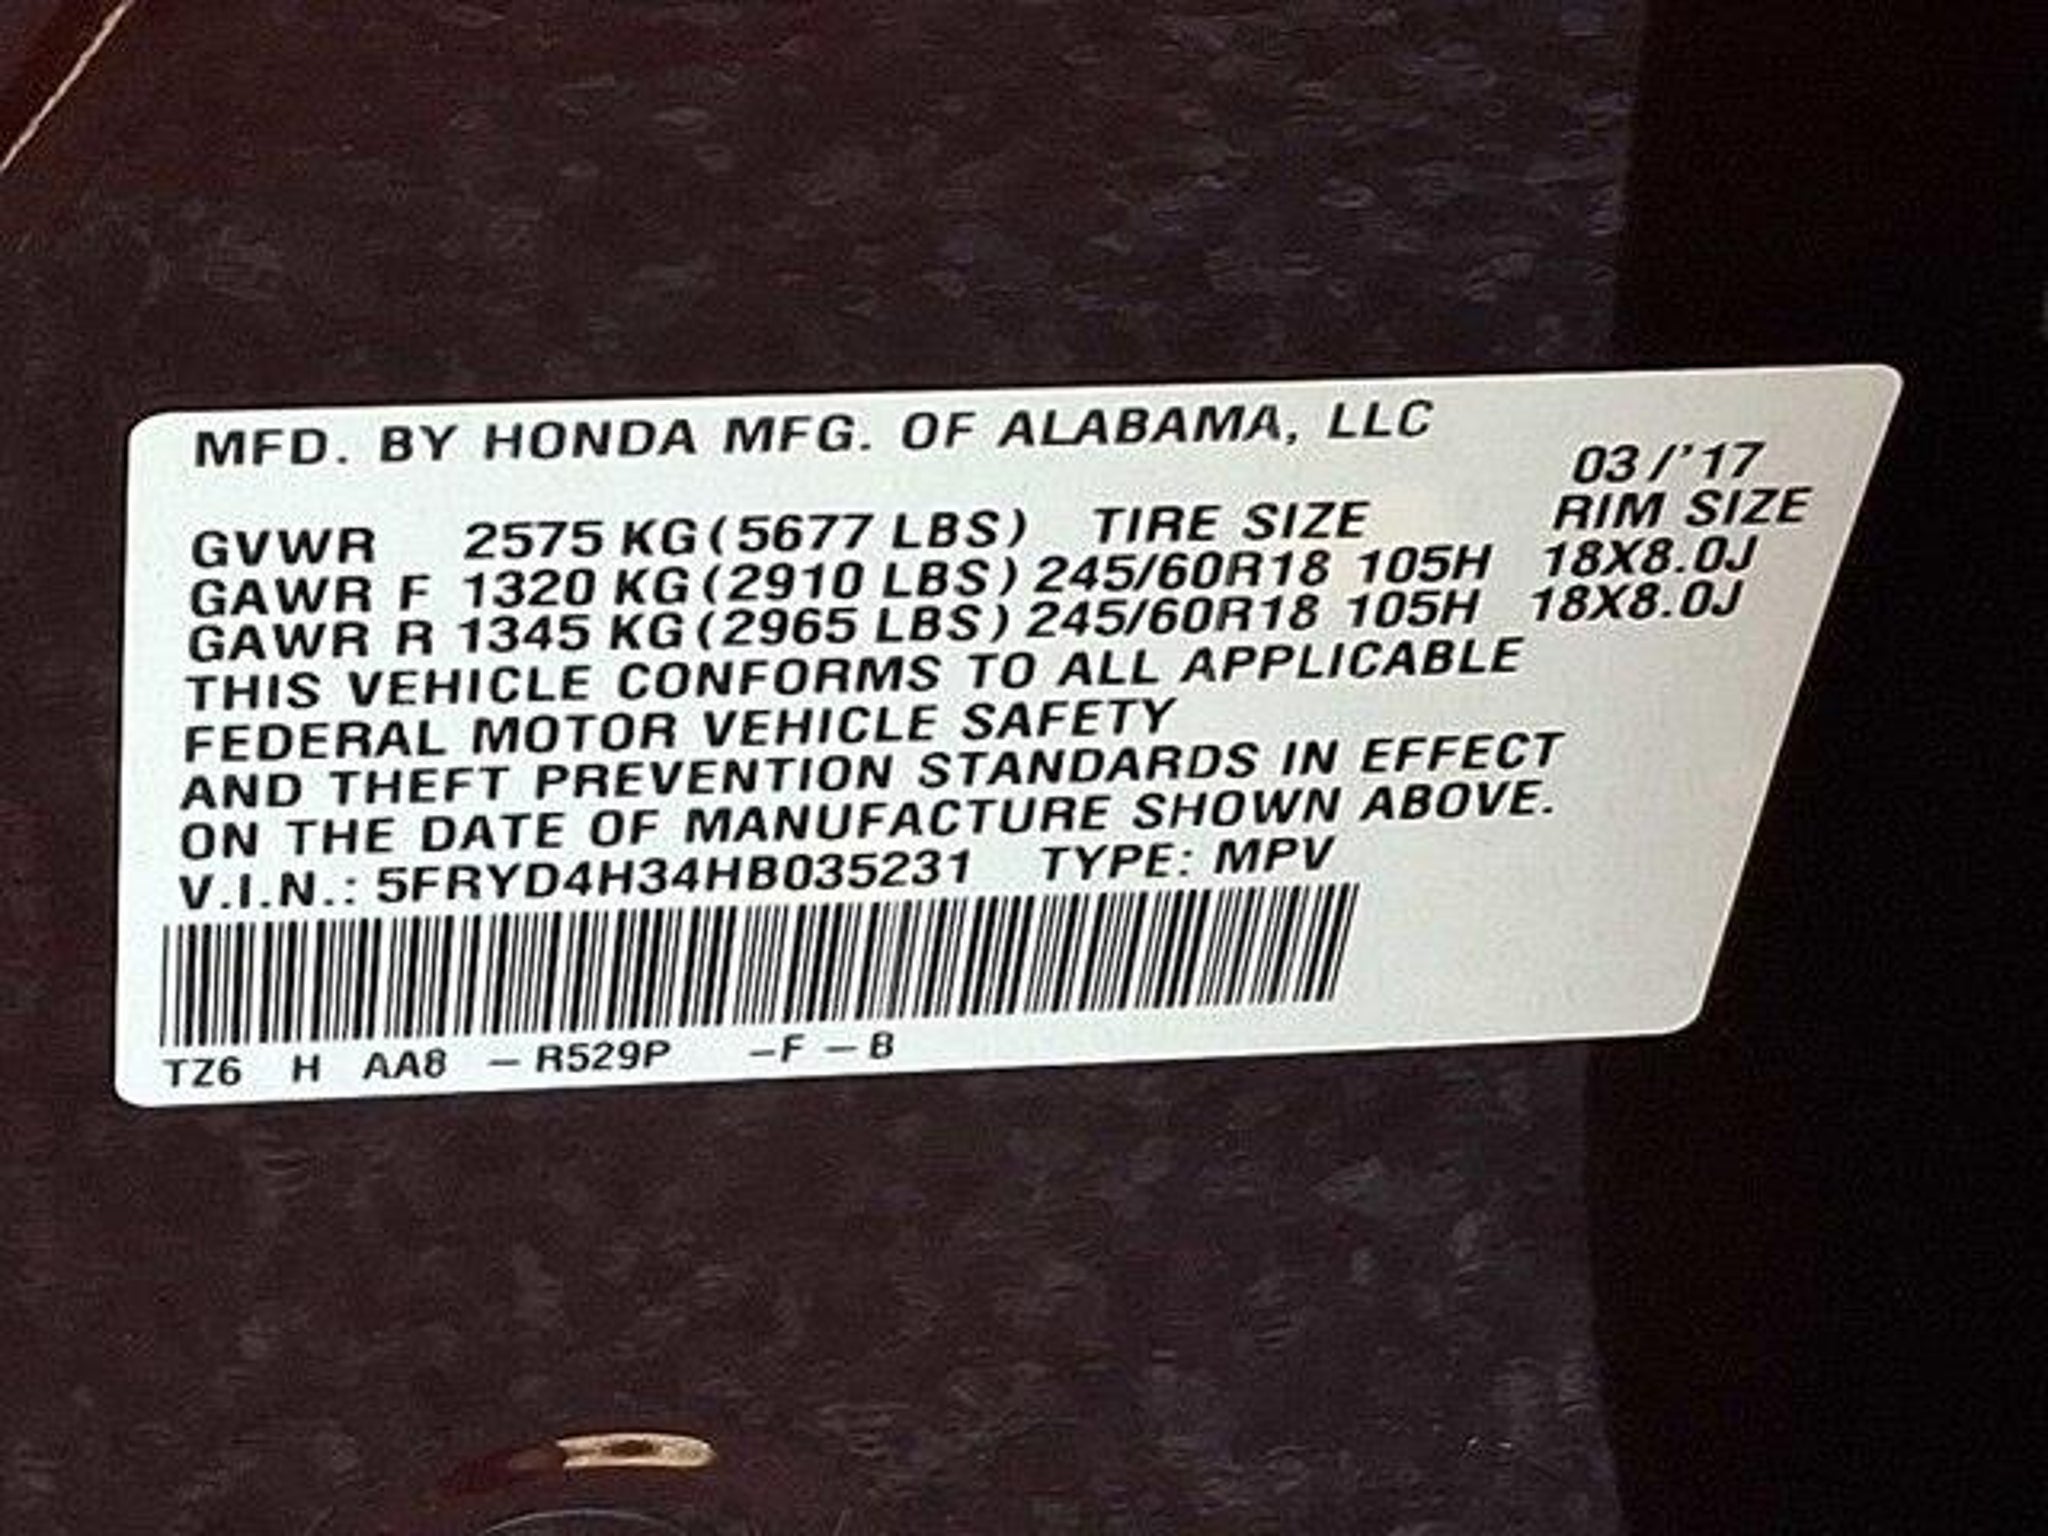 MFD. BY HONDA MFG. OF ALABAMA, LLC
03/'17
GVWR 2575 KG (5677 LBS) TIRE SIZE RIM SIZE
GAWR F 1320 KG (2910 LBS) 245/60R18 105H 18X8.0J
GAWR R 1345 KG (2965 LBS) 245/60R18 105H 18X8.0J
THIS VEHICLE CONFORMS TO ALL APPLICABLE
FEDERAL MOTOR VEHICLE SAFETY
AND THEFT PREVENTION STANDARDS IN EFFECT
ON THE DATE OF MANUFACTURE SHOWN ABOVE.
V.I.N.: 5FRYD4H34HB035231 TYPE: MPV
TZ6 H AA8 – R529P –F – B